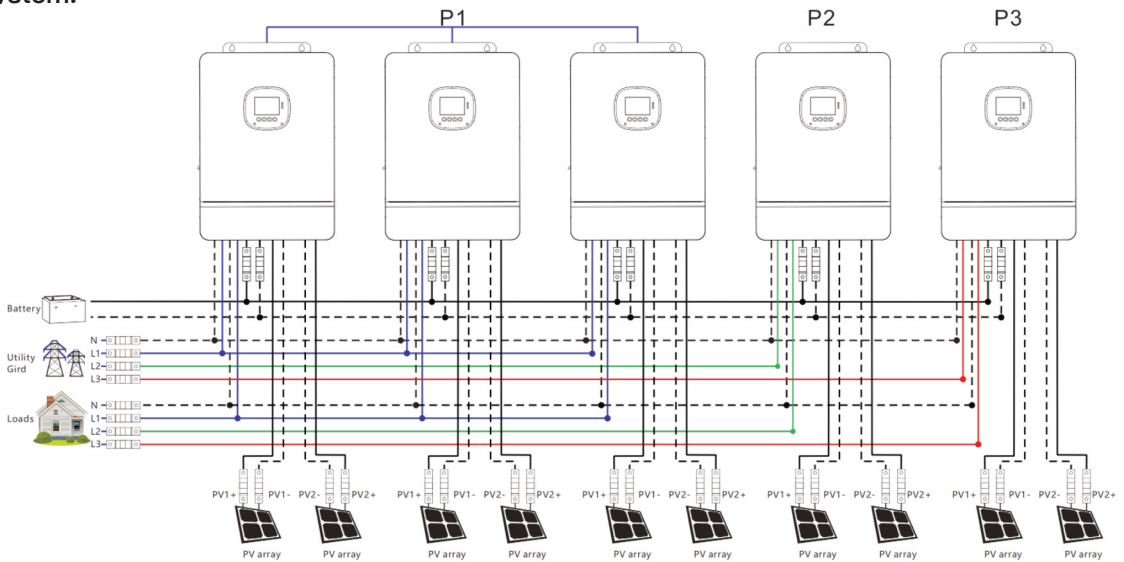 ystem.
P1 P2 P3
Battery
N
L1
Utility
Gird
L2
L3
N
Loads
L1
L2
L3
PV1+ PV1- PV2- PV2+ PV1+ PV1- PV2- PV2+ PV1+ PV1- PV2- PV2+ PV1+ PV1- PV2- PV2+ PV1+ PV1- PV2- PV2+
PV array PV array PV array PV array PV array PV array PV array PV array PV array PV array